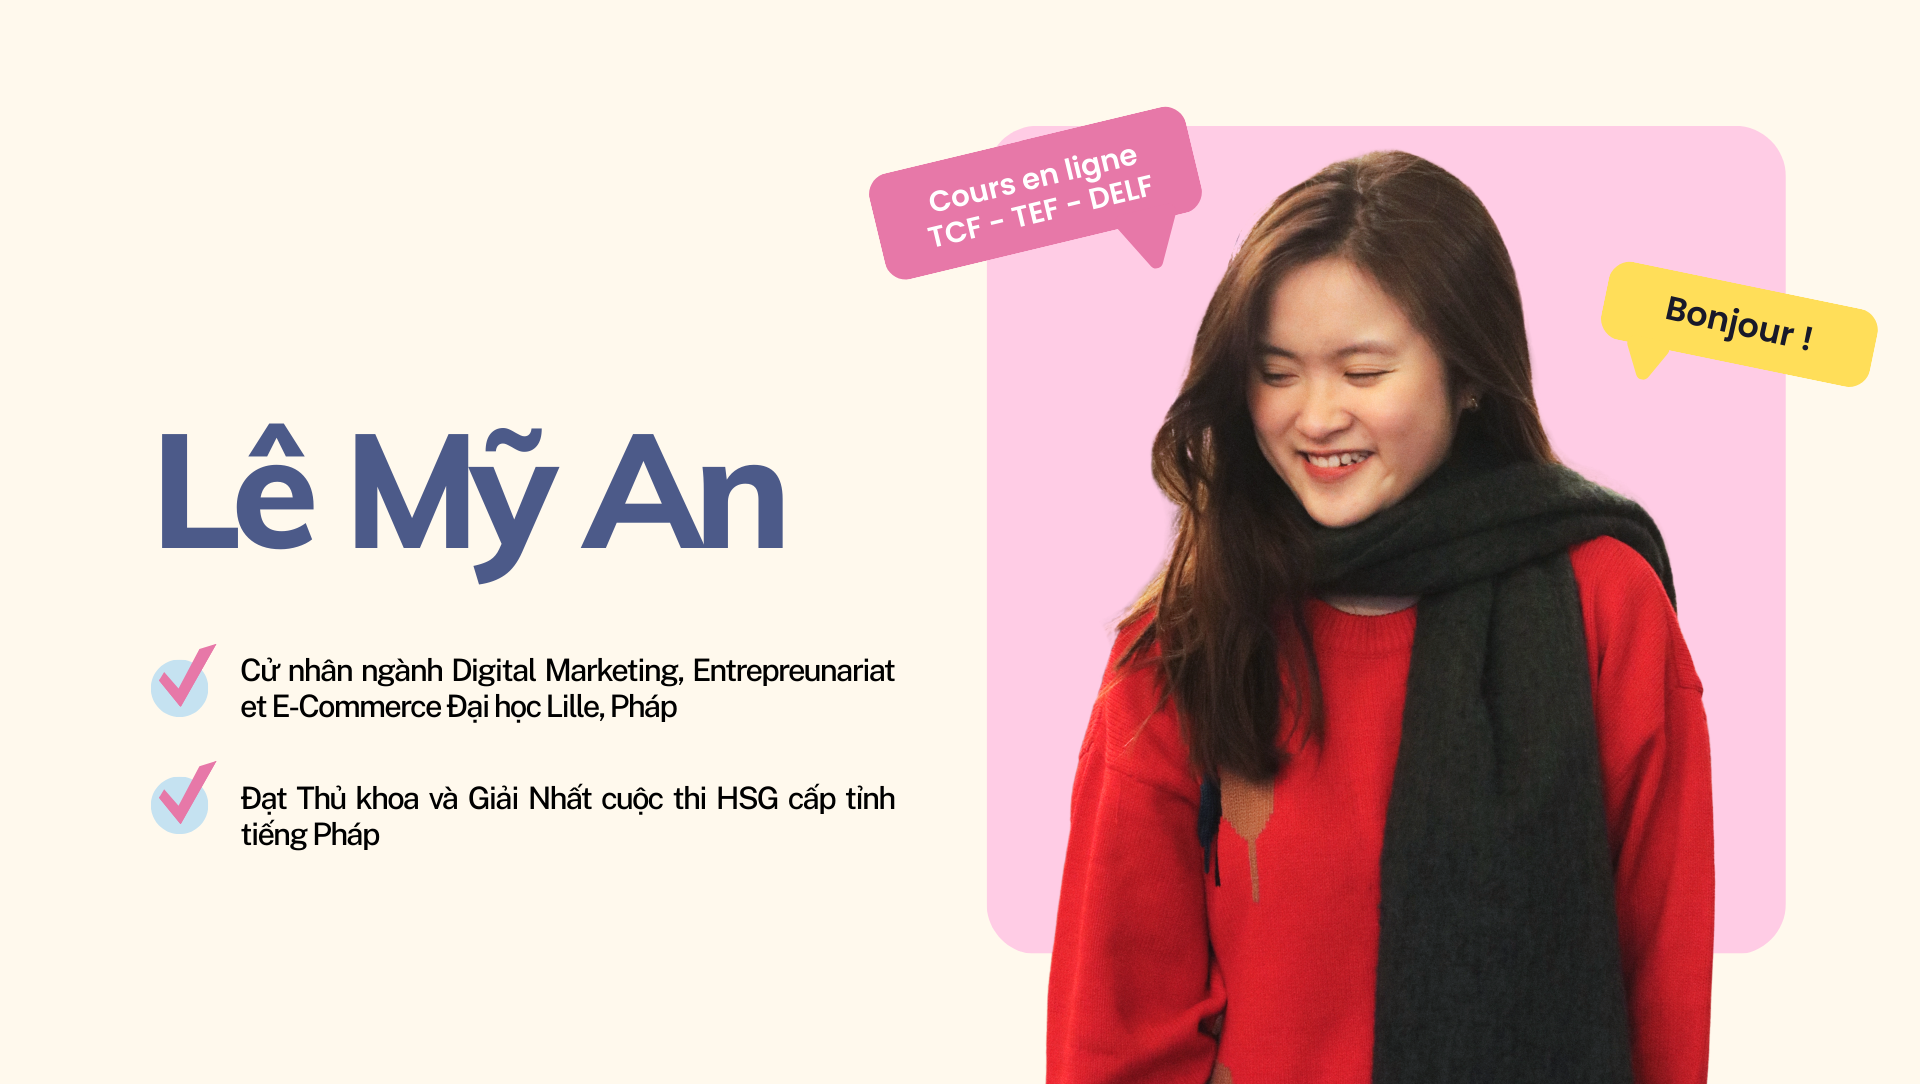 Cours en ligne
TCF - TEF - DELF
Bonjour !
Lê Mỹ An
Cử nhân ngành Digital Marketing, Entrepreunariat
et E-Commerce Đại học Lille, Pháp
Đạt Thủ khoa và Giải Nhất cuộc thi HSG cấp tỉnh
tiếng Pháp